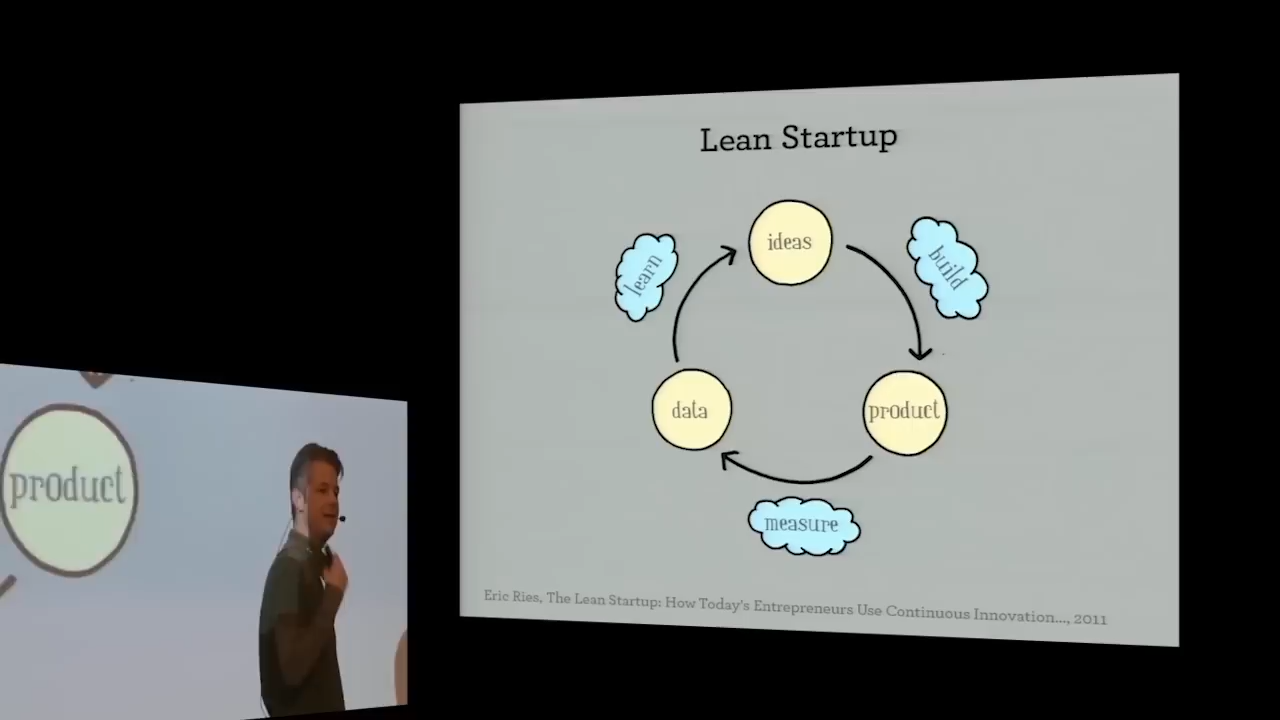 Lean Startup
ideas
learn
build
data
product
measure
Eric Ries, The Lean Startup: How Today's Entrepreneurs Use Continuous Innovation..., 2011
product